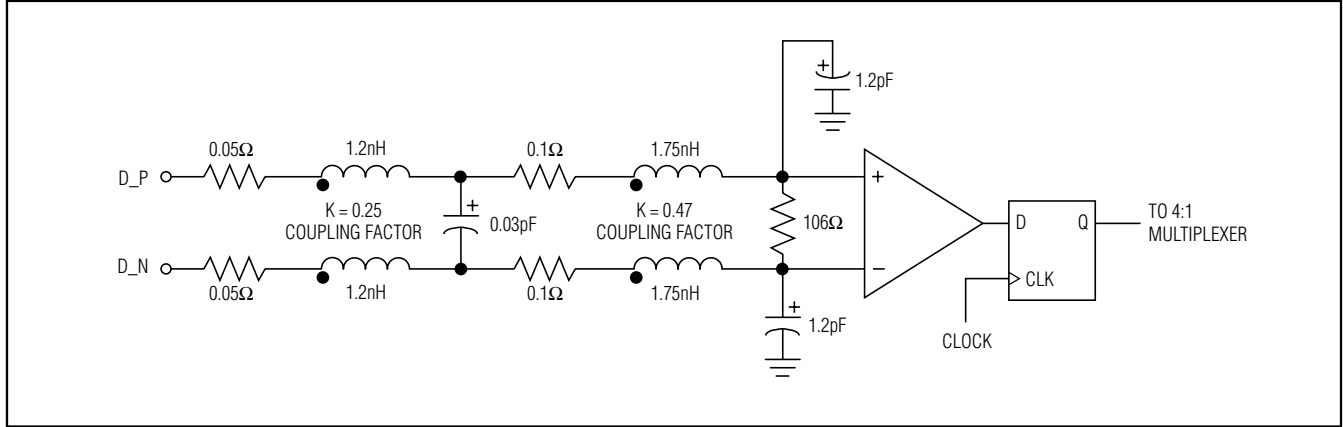 1.2pF
0.05Ω
1.2nH
0.1Ω
1.75nH
D_P
K = 0.25
COUPLING FACTOR
0.03pF
K = 0.47
COUPLING FACTOR
106Ω
D_N
0.05Ω
1.2nH
0.1Ω
1.75nH
1.2pF
+
+
+
+
−
D
Q
CLK
CLOCK
TO 4:1
MULTIPLEXER